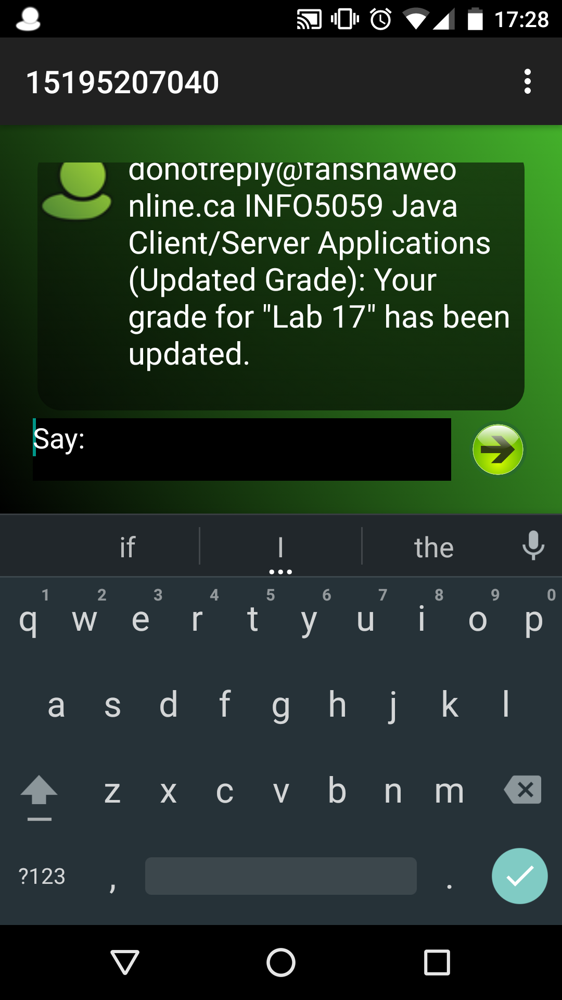 17:28
15195207040
donotreply@fanshaweo
nline.ca INFO5059 Java
Client/Server Applications
(Updated Grade): Your
grade for "Lab 17" has been
updated.
Say:
if I the
1 2 3 4 5 6 7 8 9 0
q w e r t y u i o p
a s d f g h j k l
z x c v b n m
?123 , .